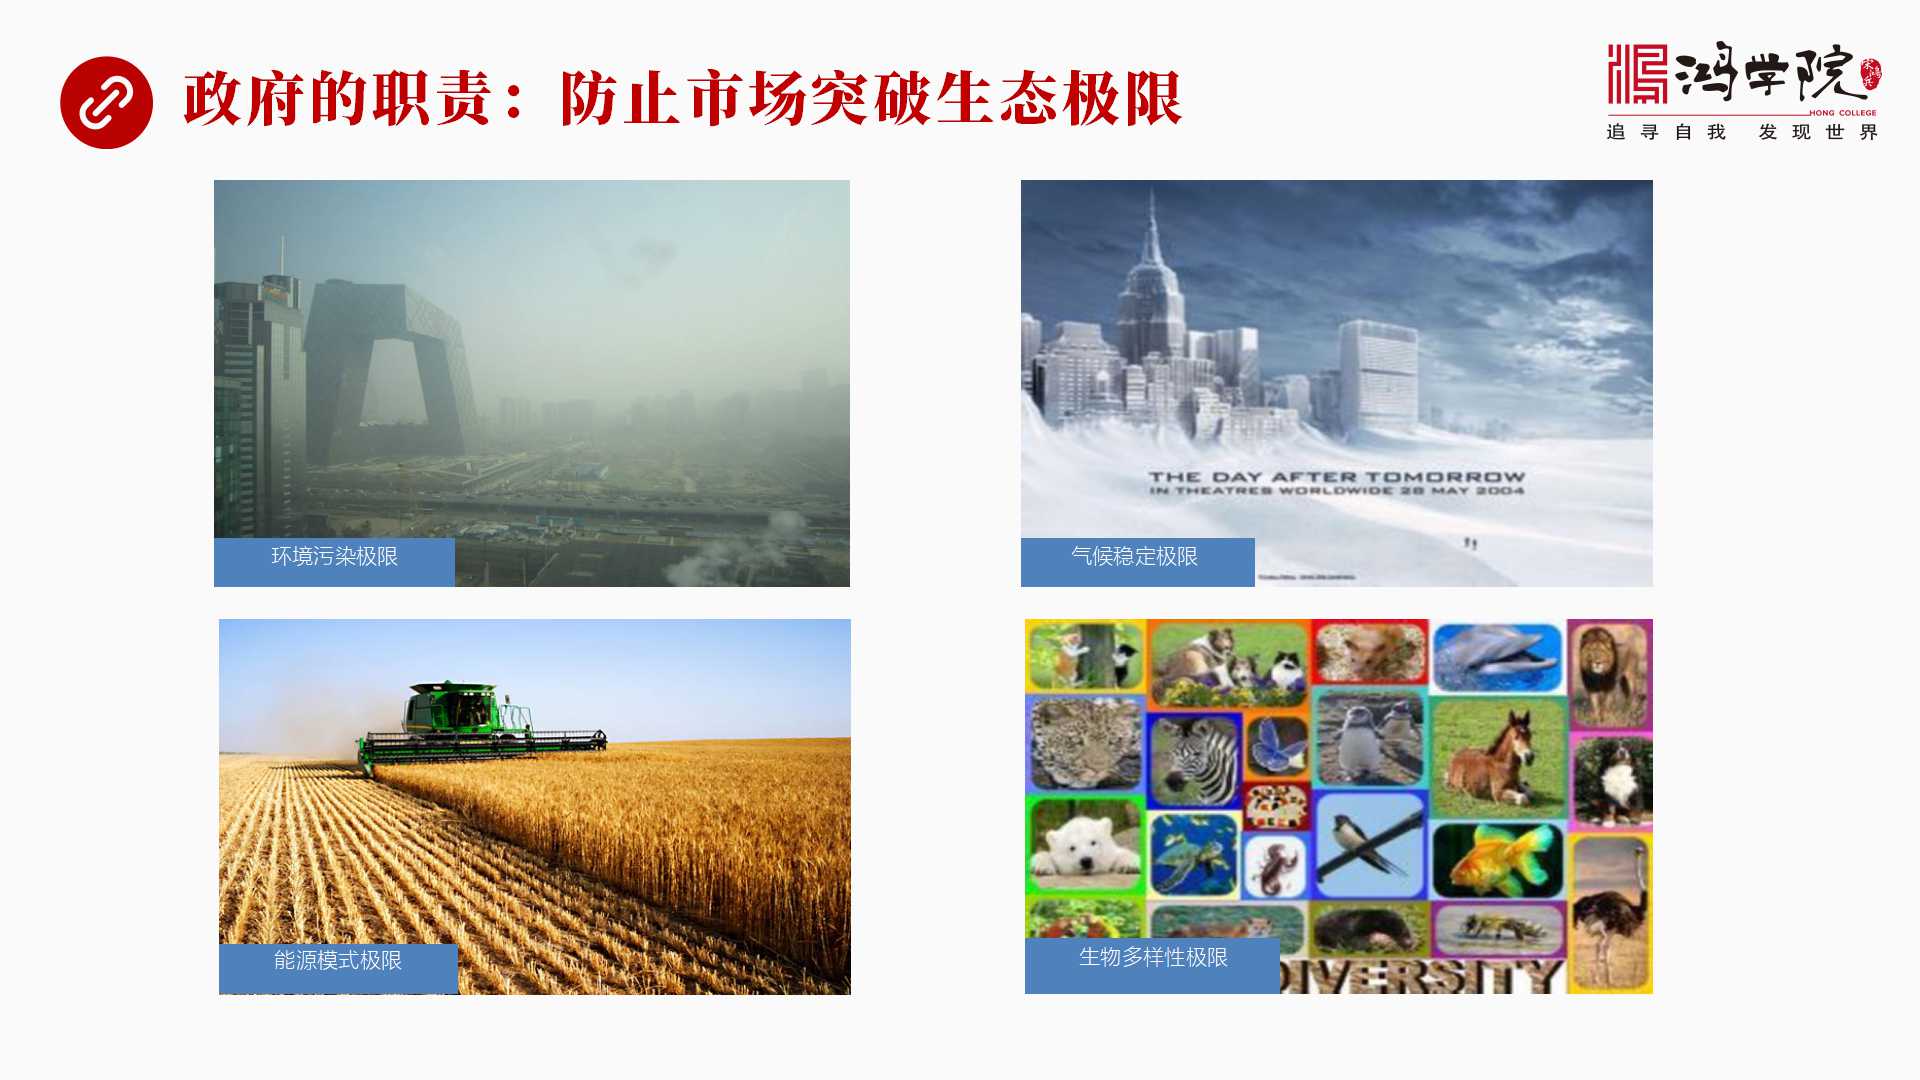 政府的职责：防止市场突破生态极限
鸿学院
宋鸿兵
HONG COLLEGE
追寻自我 发现世界
环境污染极限
THE DAY AFTER TOMORROW
IN THEATRES WORLDWIDE 28 MAY 2004
气候稳定极限
能源模式极限
生物多样性极限
DIVERSITY